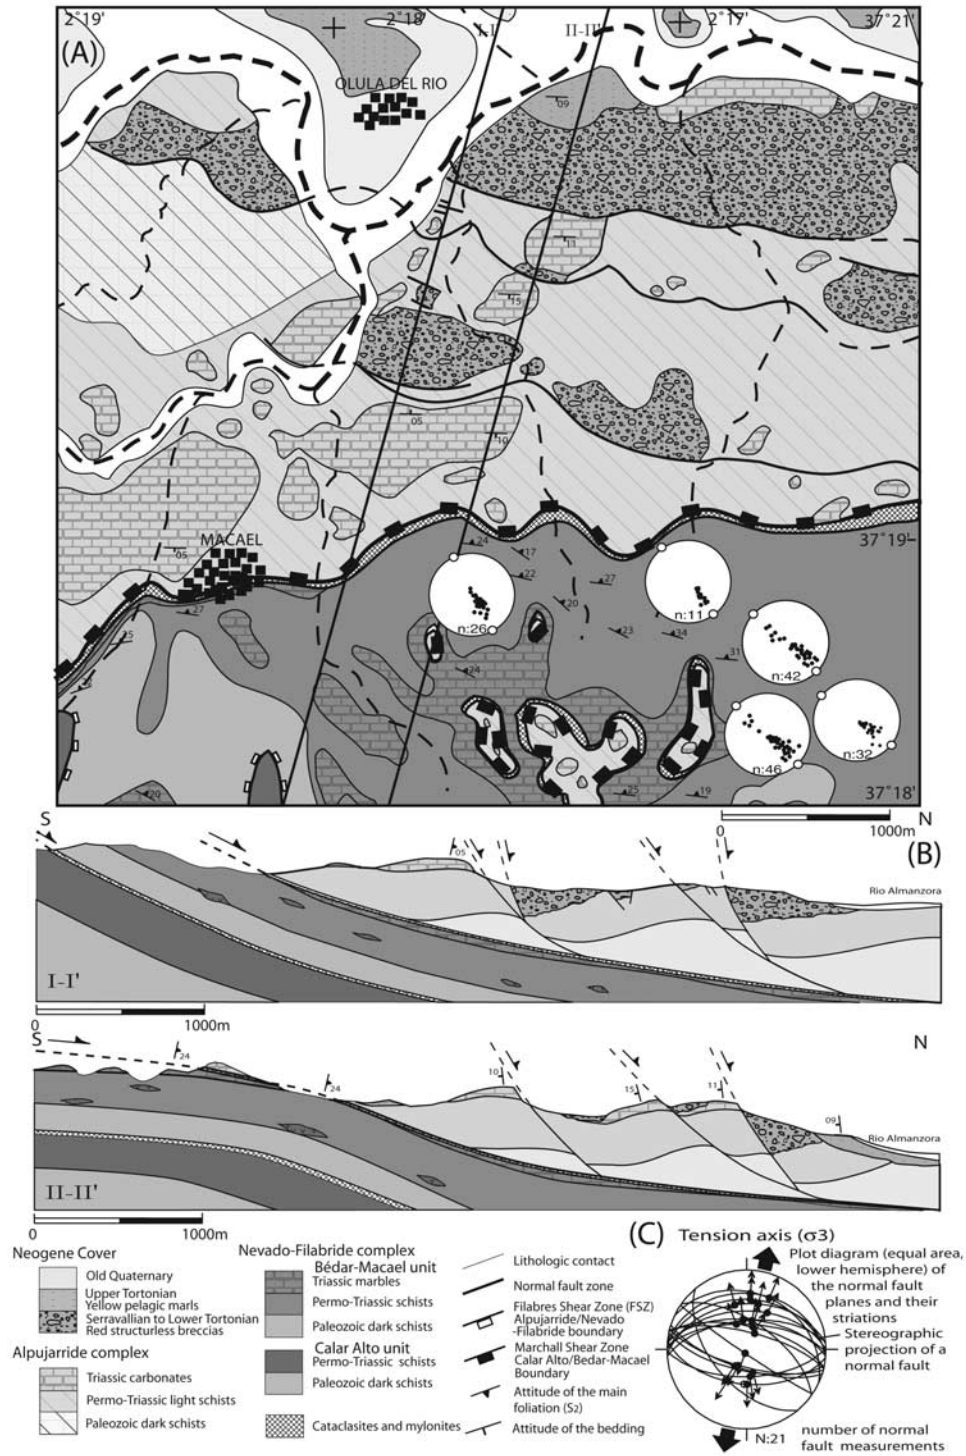 2°19'
2°18'
I-I'
II-II'
2°17'
37°21'
(A)
OLULA DEL RIO
09
11
15
05
10
MACAEL
05
37°19'
24
17
22
27
20
27
23
34
31
25
24
n:26
n:11
n:42
n:46
n:32
20
25
19
37°18'
0
1000m
S
N
(B)
05
Rio Almanzora
I-I'
0
1000m
S
N
24
24
10
15
11
09
Rio Almanzora
II-II'
0
1000m
Neogene Cover
Old Quaternary
Upper Tortonian
Yellow pelagic marls
Serravallian to Lower Tortonian
Red structurless breccias
Alpujarride complex
Triassic carbonates
Permo-Triassic light schists
Paleozoic dark schists
Nevado-Filabride complex
Bédar-Macael unit
Triassic marbles
Permo-Triassic schists
Paleozoic dark schists
Calar Alto unit
Permo-Triassic schists
Paleozoic dark schists
Cataclasites and mylonites
Lithologic contact
Normal fault zone
Filabres Shear Zone (FSZ)
Alpujarride/Nevado
-Filabride boundary
Marchall Shear Zone
Calar Alto/Bedar-Macael
Boundary
Attitude of the main
foliation (S2)
Attitude of the bedding
(C)
Tension axis (σ3)
Plot diagram (equal area,
lower hemisphere) of
the normal fault
planes and their
striations
Stereographic
projection of a
normal fault
N:21
number of normal
fault measurements